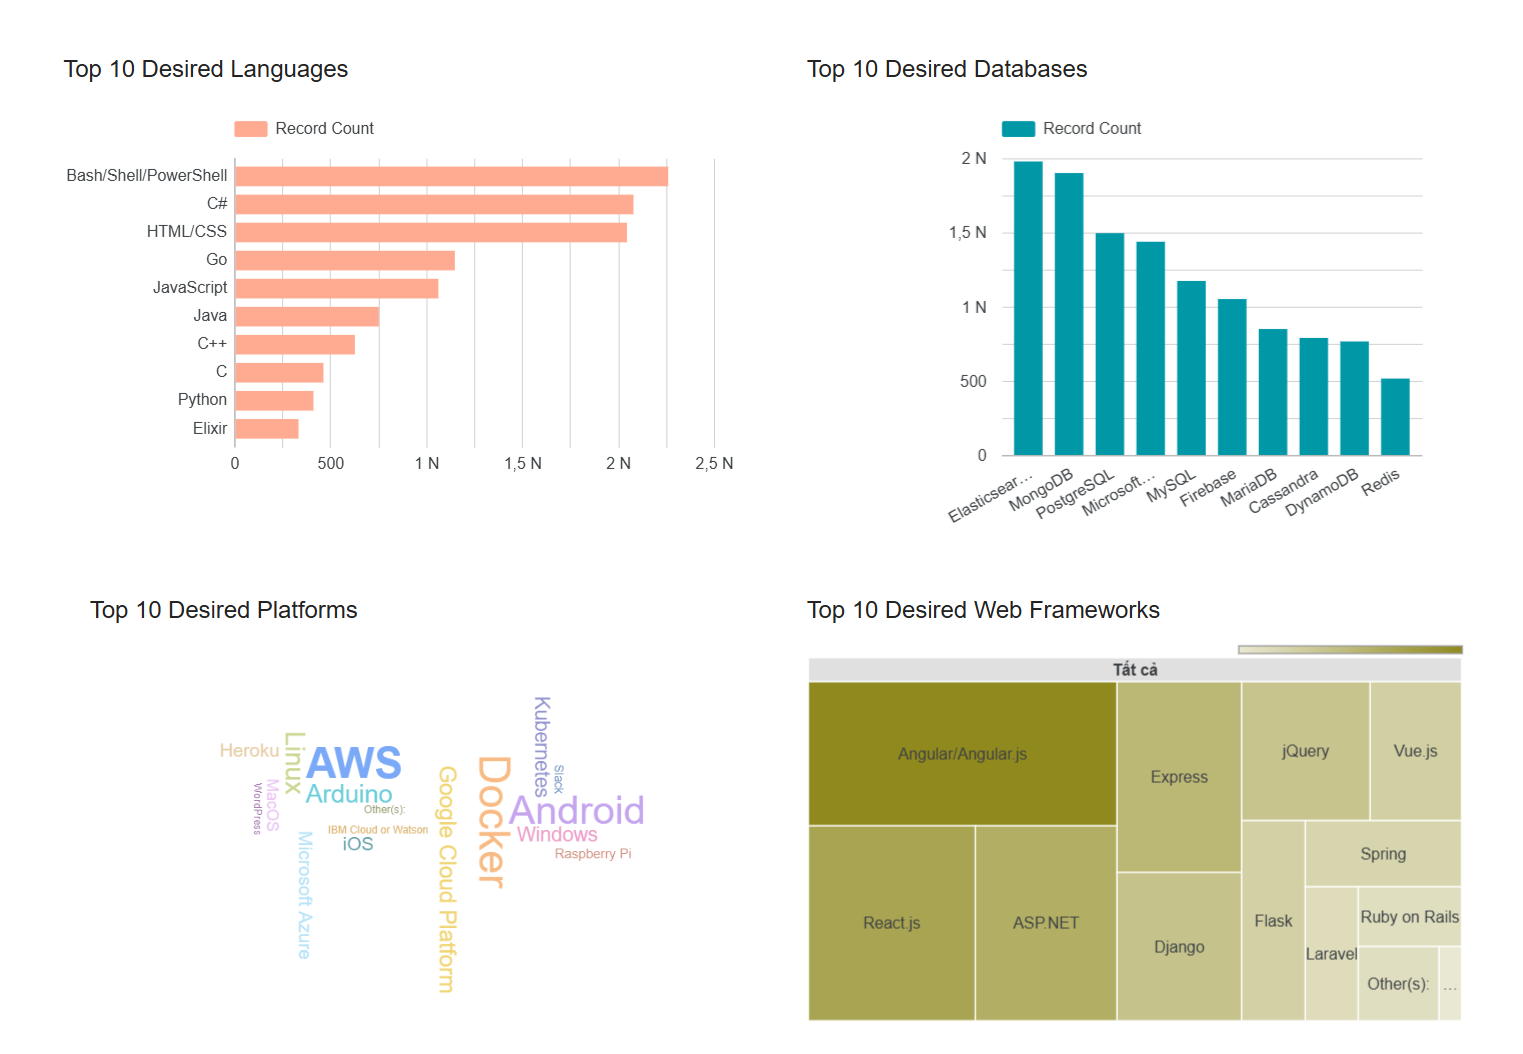 Top 10 Desired Languages
Record Count
Bash/Shell/PowerShell
C#
HTML/CSS
Go
JavaScript
Java
C++
C
Python
Elixir
0 500 1 N 1,5 N 2 N 2,5 N
Top 10 Desired Databases
Record Count
2 N
1,5 N
1 N
500
0
Elasticsear...
MongoDB
PostgreSQL
Microsoft...
MySQL
Firebase
MariaDB
Cassandra
DynamoDB
Redis
Top 10 Desired Platforms
Kubernetes
Heroku
Linux
AWS
Docker
Slack
Google Cloud Platform
MacOS
WordPress
Arduino
Other(s):
Android
IBM Cloud or Watson
Windows
iOS
Microsoft Azure
Raspberry Pi
Top 10 Desired Web Frameworks
Tất cả
Angular/Angular.js
Express
jQuery
Vue.js
React.js
ASP.NET
Django
Flask
Spring
Laravel
Ruby on Rails
Other(s):
...